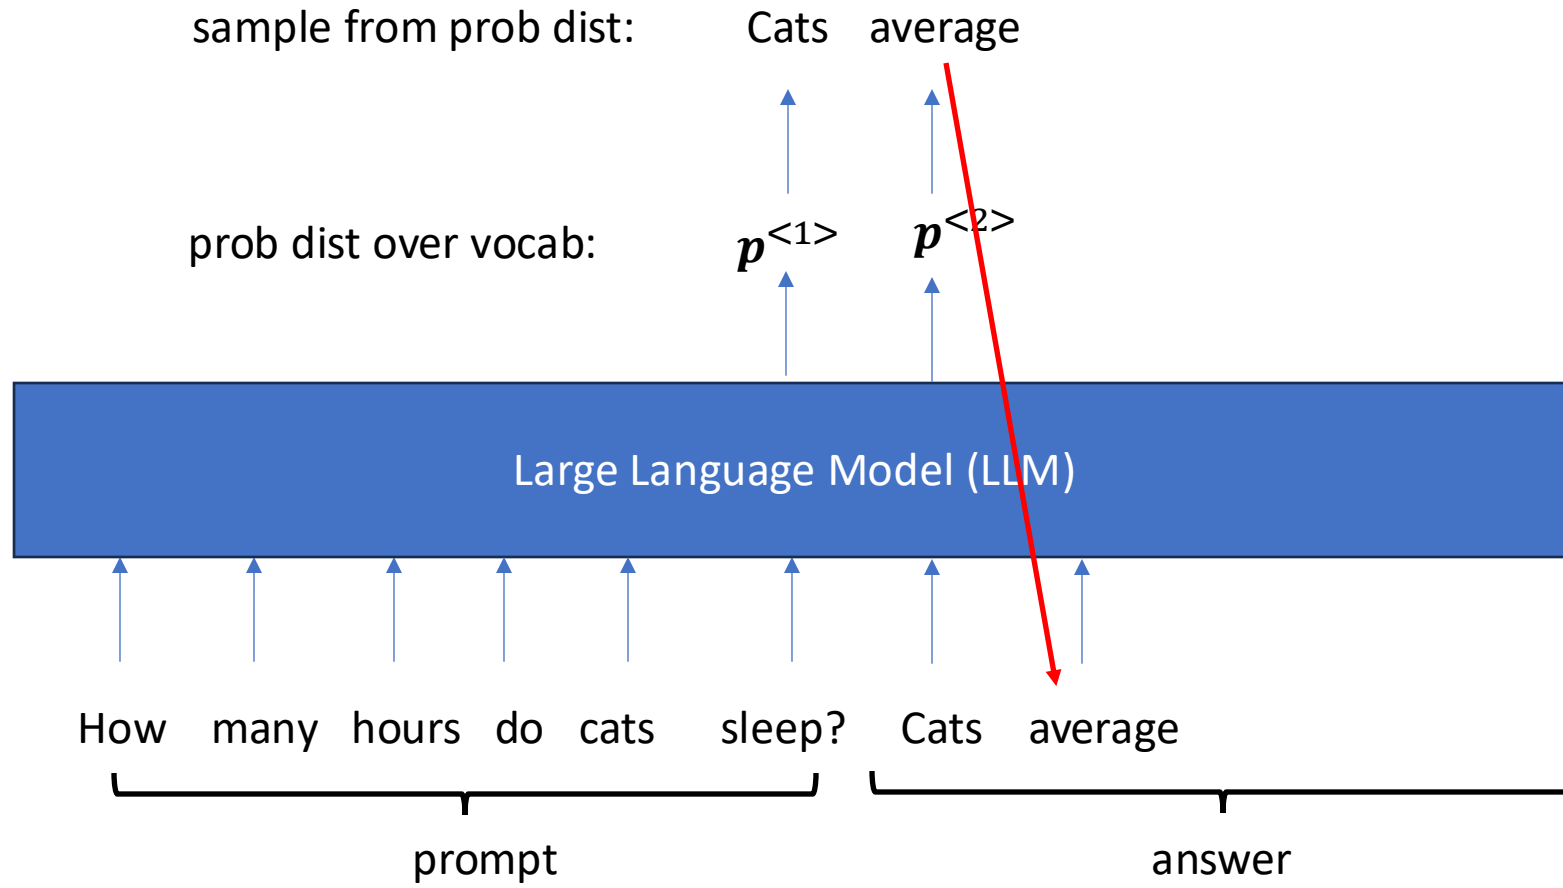 sample from prob dist: Cats average
prob dist over vocab: p<1> p<2>
Large Language Model (LLM)
How many hours do cats sleep? Cats average
prompt answer